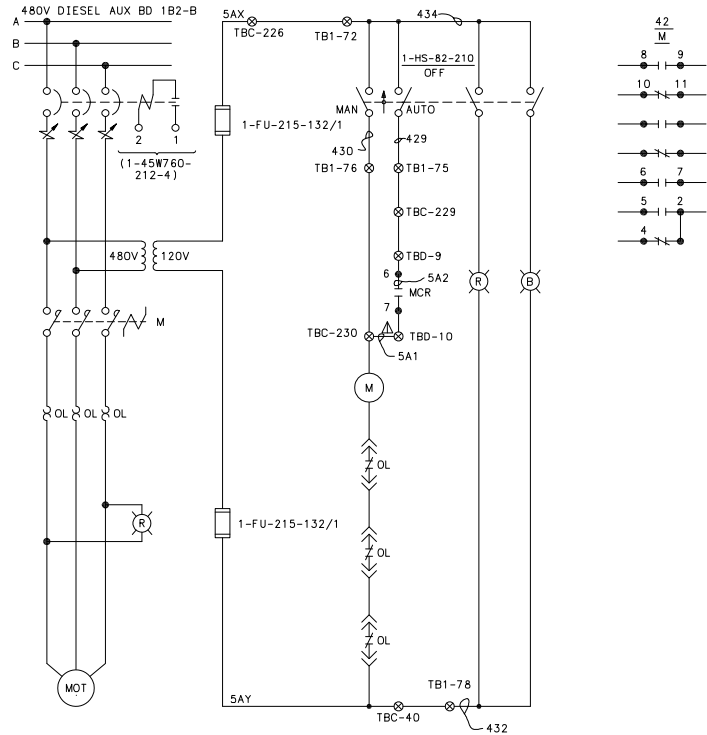 480V DIESEL AUX BD 1B2-B
A
B
C
2
1
(1-45W760-
212-4)
480V
120V
M
OL
OL
OL
R
MOT
5AX
TBC-226
TB1-72
434
1-FU-215-132/1
1-HS-82-210
OFF
MAN
AUTO
430
429
TB1-76
TB1-75
TBC-229
TBD-9
6
5A2
MCR
7
TBC-230
TBD-10
5A1
R
B
M
OL
OL
OL
1-FU-215-132/1
5AY
TBC-40
TB1-78
432
42
M
8
9
10
11
6
7
5
2
4